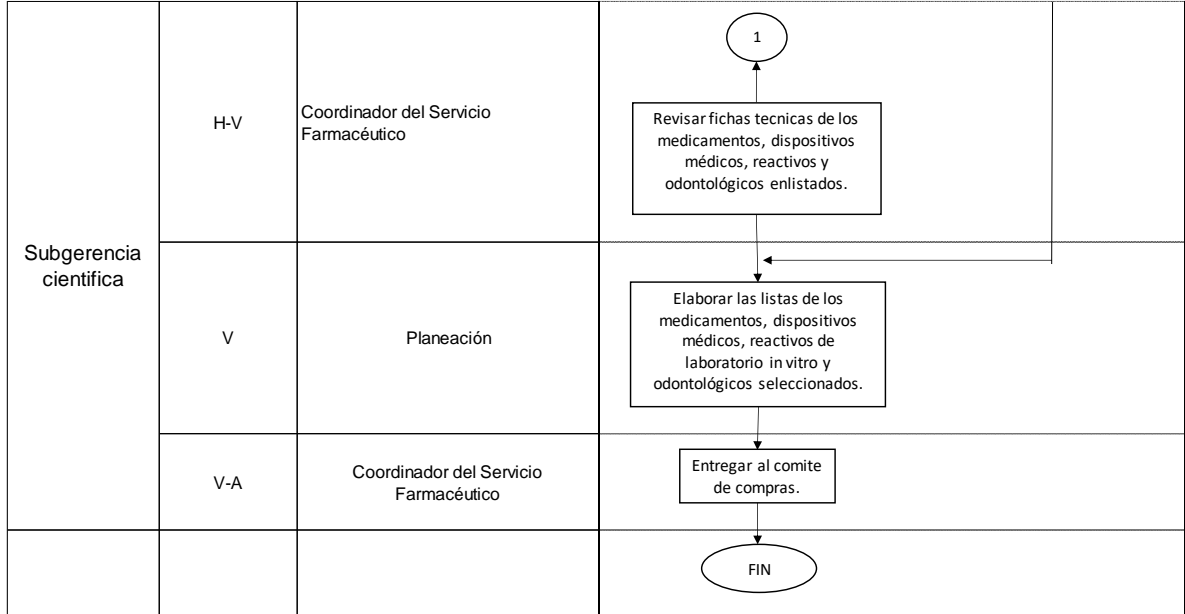 Subgerencia
cientifica
H-V
Coordinador del Servicio
Farmacéutico
1
Revisar fichas tecnicas de los
medicamentos, dispositivos
médicos, reactivos y
odontológicos enlistados.
V
Planeación
Elaborar las listas de los
medicamentos, dispositivos
médicos, reactivos de
laboratorio in vitro y
odontológicos seleccionados.
V-A
Coordinador del Servicio
Farmacéutico
Entregar al comite
de compras.
FIN